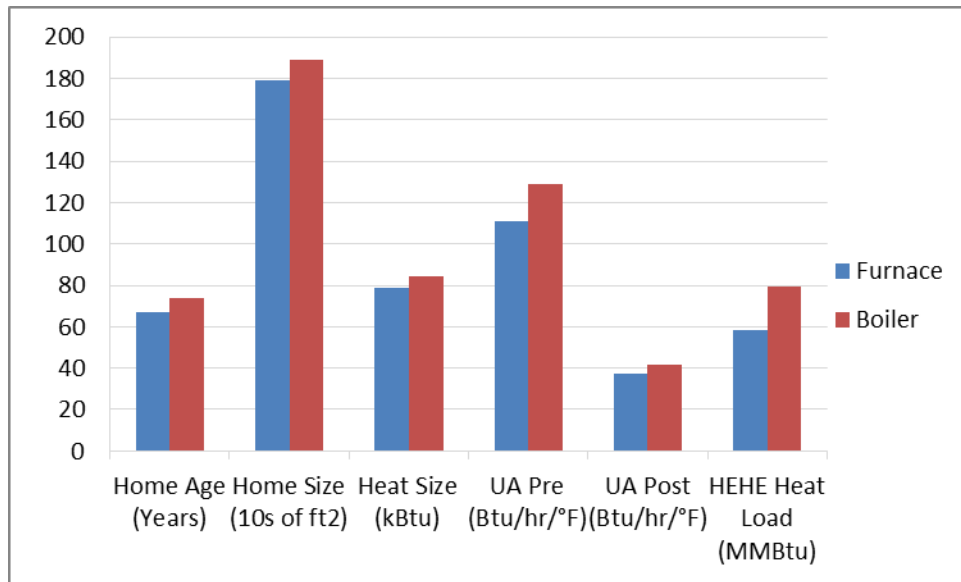 200
180
160
140
120
100
80
60
40
20
0
Furnace
Boiler
Home Age Home Size Heat Size UA Pre UA Post HEHE Heat
(Years) (10s of ft2) (kBtu) (Btu/hr/°F) (Btu/hr/°F) Load
(MMBtu)